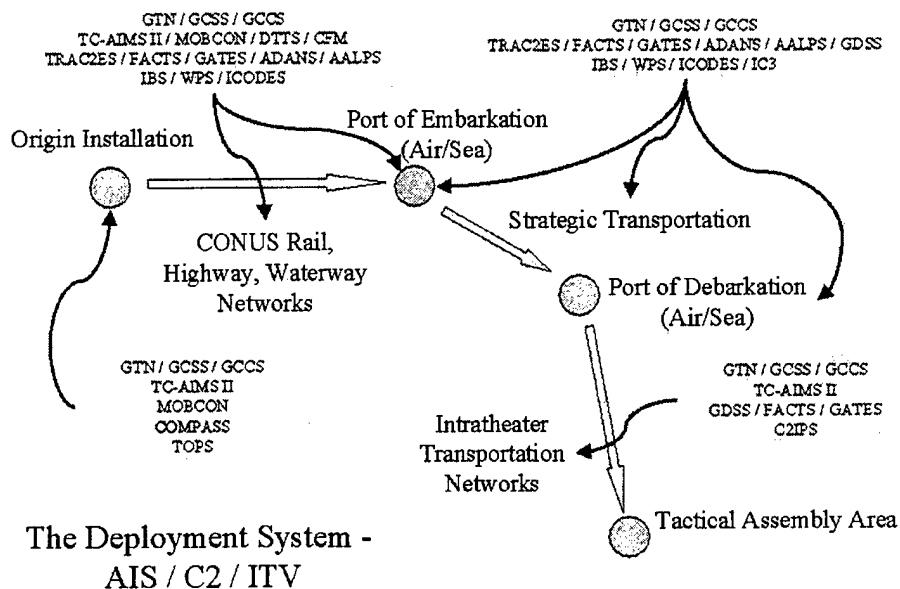 GTN / GCSS / GCCS
TC-AIMS II / MOBCON / DTTS / CFM
TRAC2ES / FACTS / GATES / ADANS / AALPS
IBS / WPS / ICODES
GTN / GCSS / GCCS
TRAC2ES / FACTS / GATES / ADANS / AALPS / GDSS
IBS / WPS / ICODES / IC3
Origin Installation
Port of Embarkation
(Air/Sea)
Strategic Transportation
CONUS Rail,
Highway, Waterway
Networks
Port of Debarkation
(Air/Sea)
GTN / GCSS / GCCS
TC-AIMS II
MOBCON
COMPASS
TOPS
GTN / GCSS / GCCS
TC-AIMS II
GDSS / FACTS / GATES
C2IPS
Intratheater
Transportation
Networks
Tactical Assembly Area
The Deployment System -
AIS / C2 / ITV